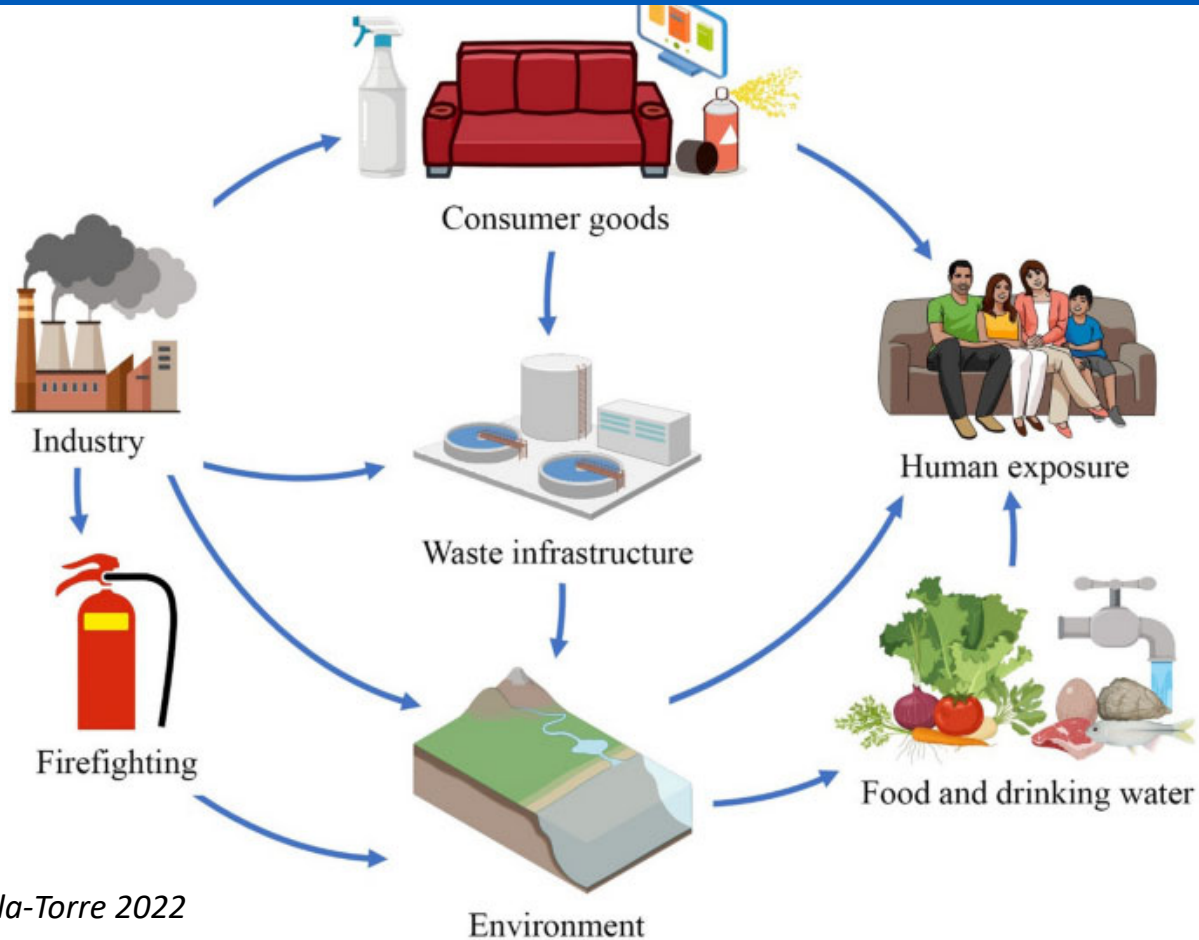 Consumer goods
Industry
Human exposure
Waste infrastructure
Firefighting
Food and drinking water
la-Torre 2022
Environment